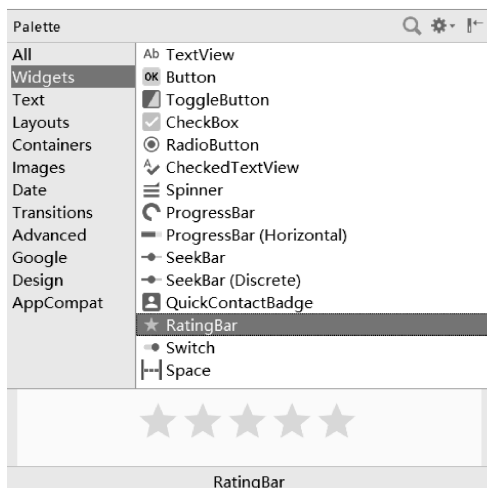 Palette
All
Widgets
Text
Layouts
Containers
Images
Date
Transitions
Advanced
Google
Design
AppCompat
Ab TextView
OK Button
ToggleButton
CheckBox
RadioButton
CheckedTextView
Spinner
ProgressBar
ProgressBar (Horizontal)
SeekBar
SeekBar (Discrete)
QuickContactBadge
RatingBar
Switch
Space
RatingBar